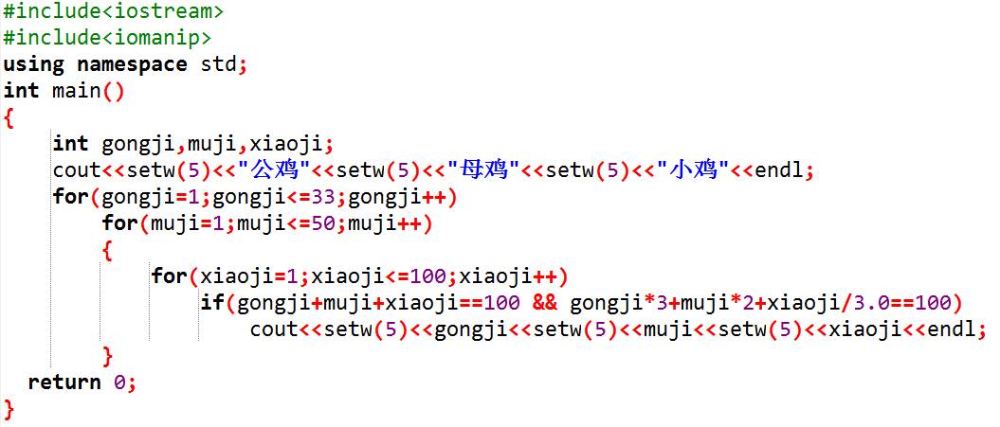 #include<iostream>
#include<iomanip>
using namespace std;
int main()
{
int gongji,muji,xiaoji;
cout<<setw(5)<<"公鸡"<<setw(5)<<"母鸡"<<setw(5)<<"小鸡"<<endl;
for(gongji=1;gongji<=33;gongji++)
for(muji=1;muji<=50;muji++)
{
for(xiaoji=1;xiaoji<=100;xiaoji++)
if(gongji+muji+xiaoji==100 && gongji*3+muji*2+xiaoji/3.0==100)
cout<<setw(5)<<gongji<<setw(5)<<muji<<setw(5)<<xiaoji<<endl;
}
return 0;
}